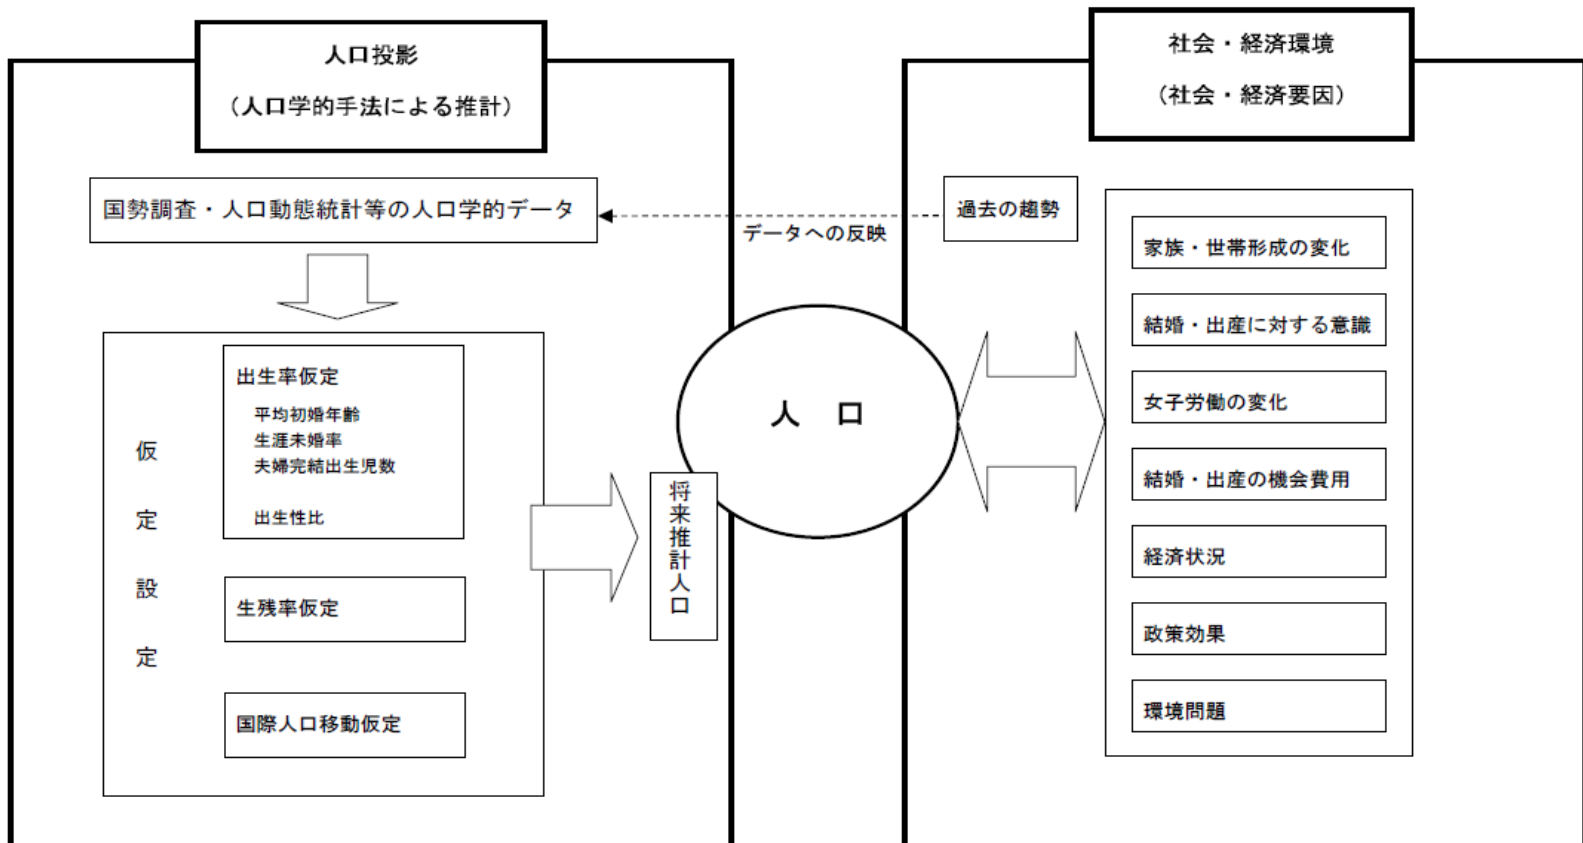 人口投影
（人口学的手法による推計）
国勢調査・人口動態統計等の人口学的データ
仮定設定
出生率仮定
平均初婚年齢
生涯未婚率
夫婦完結出生児数
出生性比
生残率仮定
国際人口移動仮定
将来推計人口
人　口
データへの反映
社会・経済環境
（社会・経済要因）
過去の趨勢
家族・世帯形成の変化
結婚・出産に対する意識
女子労働の変化
結婚・出産の機会費用
経済状況
政策効果
環境問題